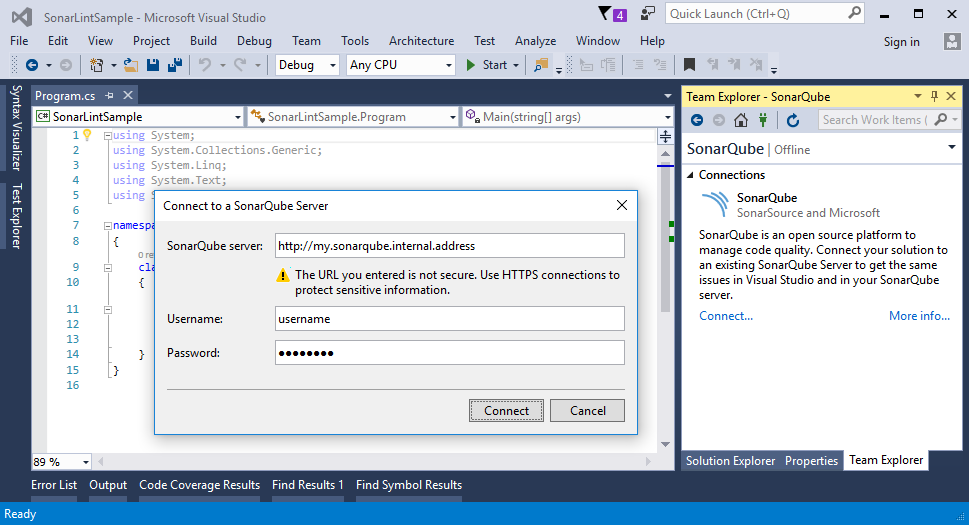 SonarLintSample - Microsoft Visual Studio
4
Quick Launch (Ctrl+Q)
File Edit View Project Build Debug Team Tools Architecture Test Analyze Window Help
Sign in
Debug Any CPU Start
Syntax Visualizer
Test Explorer
Program.cs
C# SonarLintSample SonarLintSample.Program Main(string[] args)
1 using System;
2 using System.Collections.Generic;
3 using System.Linq;
4 using System.Text;
5 using S
6
7 namespa
8 {
0 re
9 cla
10 {
11
12
13
14 }
15 }
16
89 %
Connect to a SonarQube Server
SonarQube server: http://my.sonarqube.internal.address
The URL you entered is not secure. Use HTTPS connections to
protect sensitive information.
Username: username
Password: ●●●●●●●●
Connect Cancel
Team Explorer - SonarQube
Search Work Items (
SonarQube | Offline
Connections
SonarQube
SonarSource and Microsoft
SonarQube is an open source platform to
manage code quality. Connect your solution to
an existing SonarQube Server to get the same
issues in Visual Studio and in your SonarQube
server.
Connect... More info...
Solution Explorer Properties Team Explorer
Error List Output Code Coverage Results Find Results 1 Find Symbol Results
Ready